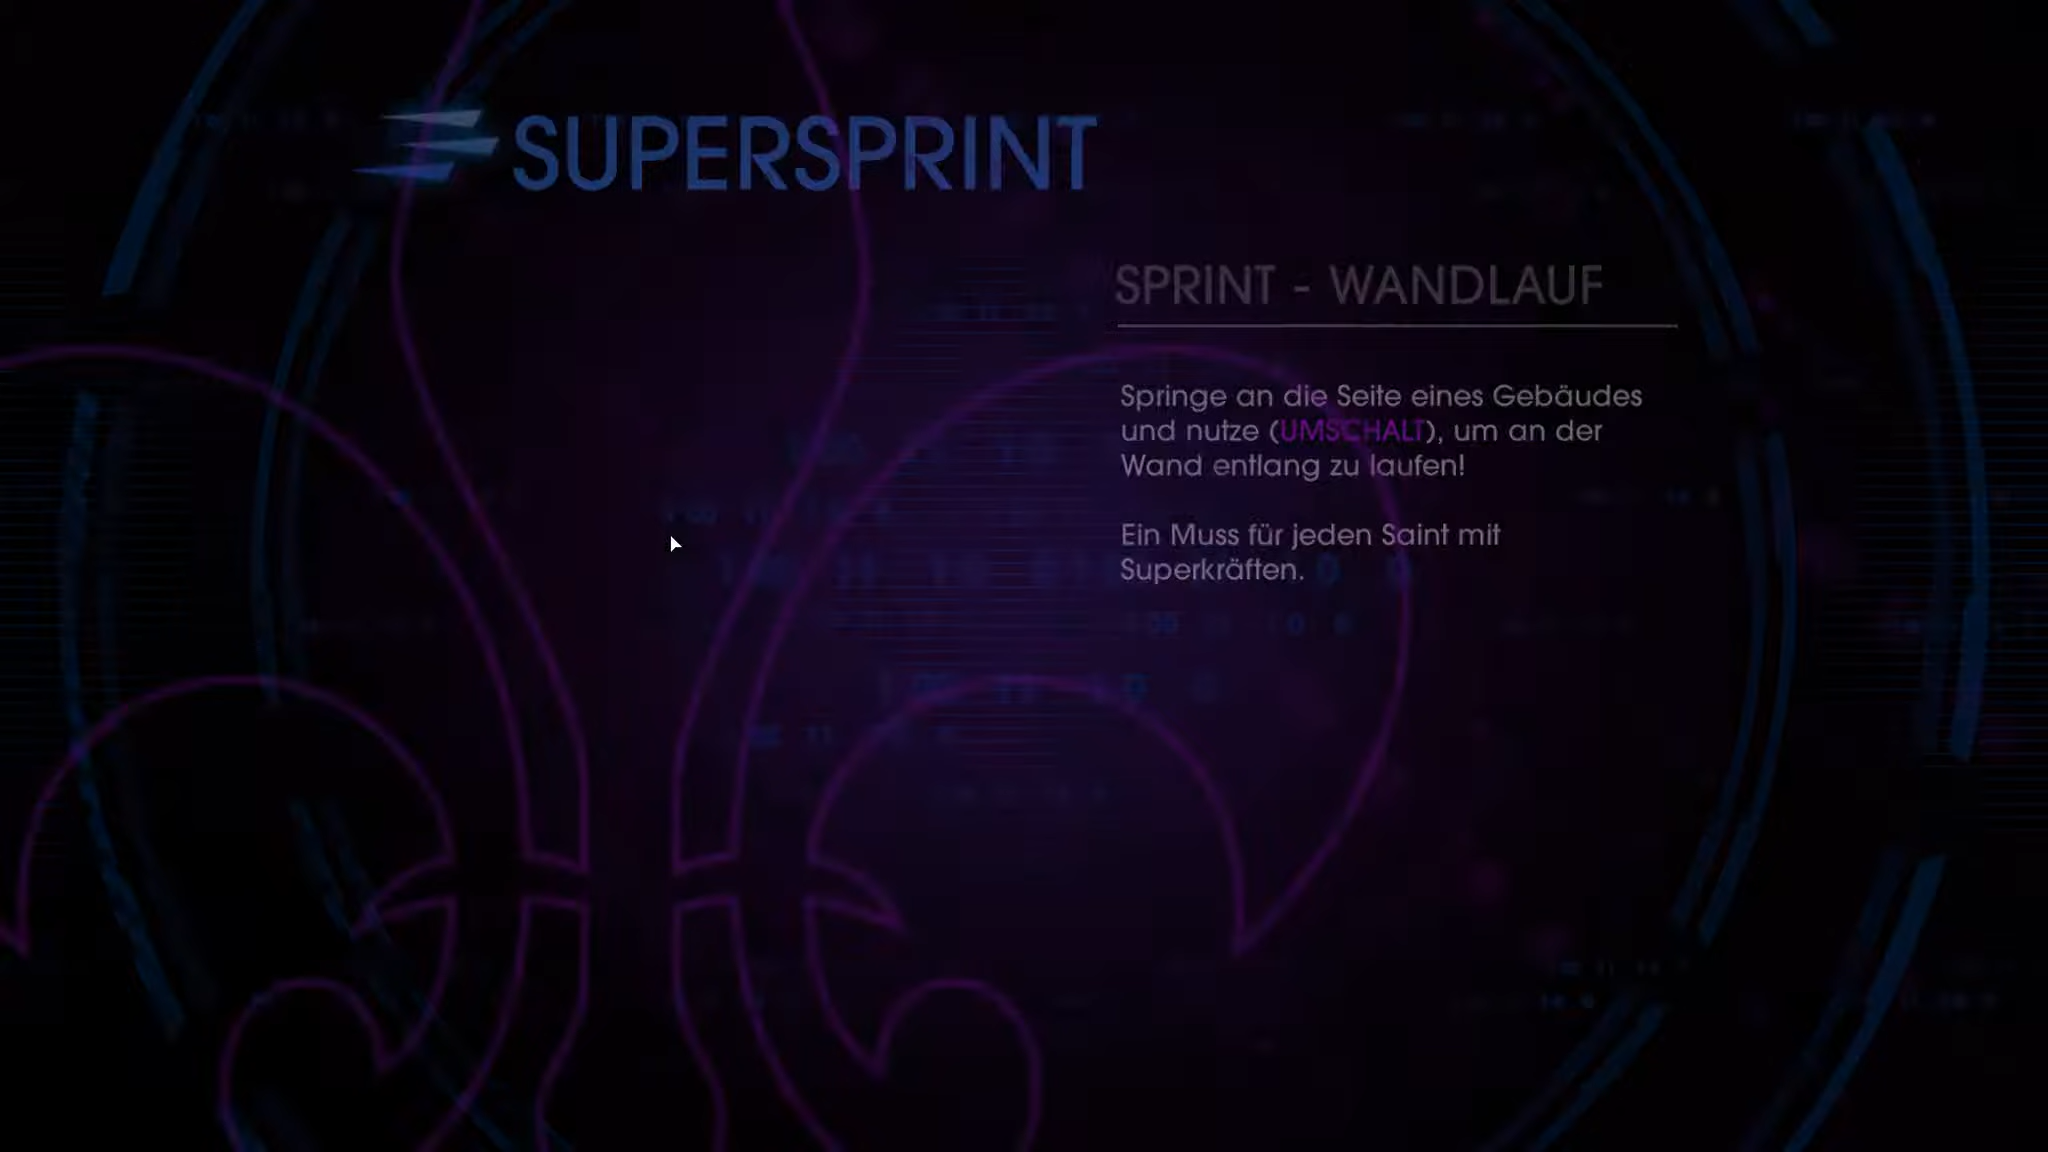 SUPERSPRINT
SPRINT - WANDLAUF
Springe an die Seite eines Gebäudes
und nutze (UMSCHALT), um an der
Wand entlang zu laufen!
Ein Muss für jeden Saint mit
Superkräften.